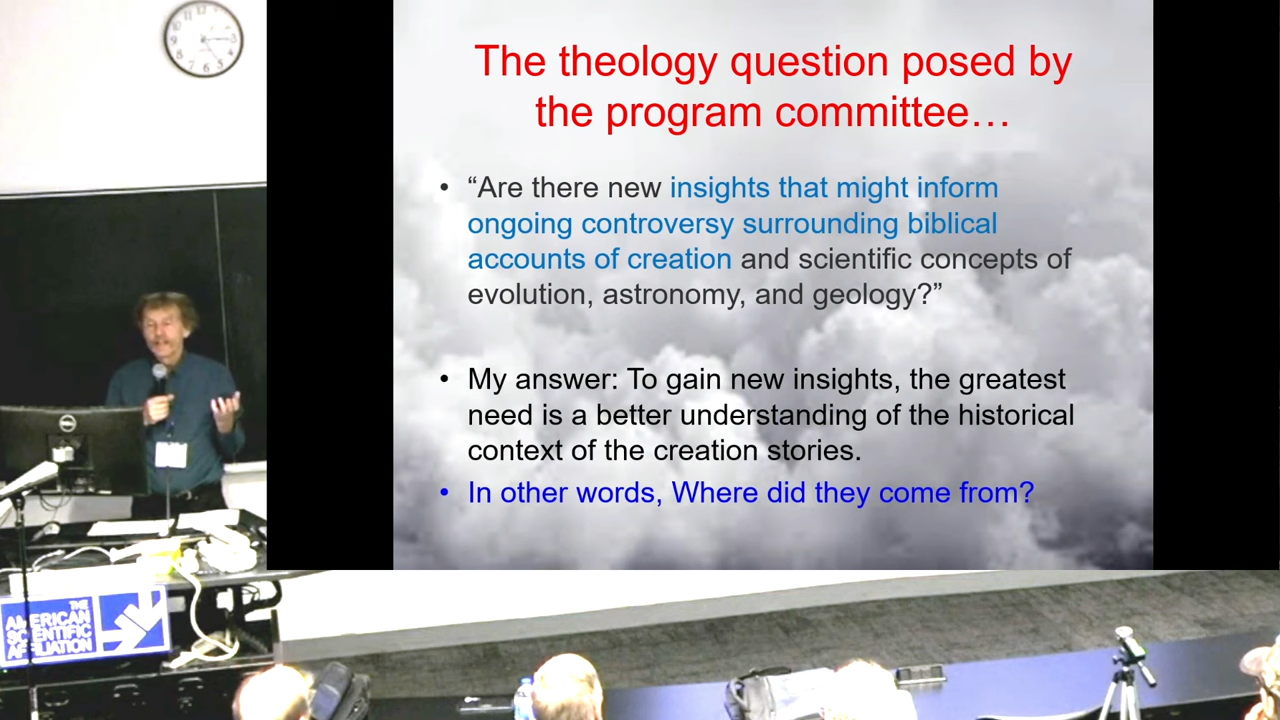 The theology question posed by
the program committee…
• “Are there new insights that might inform
ongoing controversy surrounding biblical
accounts of creation and scientific concepts of
evolution, astronomy, and geology?”
• My answer: To gain new insights, the greatest
need is a better understanding of the historical
context of the creation stories.
• In other words, Where did they come from?
DELL
THE
AMERICAN
SCIENTIFIC
AFFILIATION